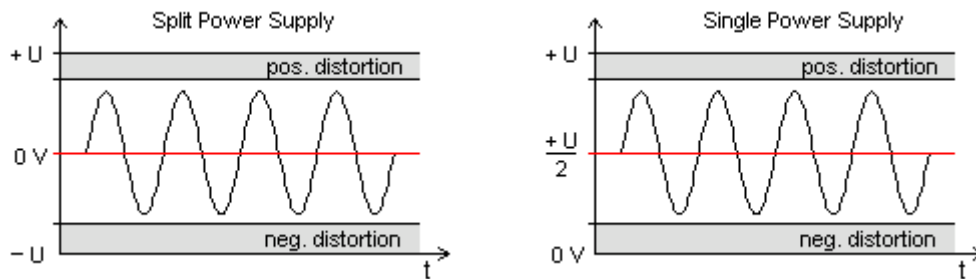 Split Power Supply
+ U
pos. distortion
0 V
neg. distortion
– U
t
Single Power Supply
+ U
pos. distortion
+ U
2
neg. distortion
0 V
t